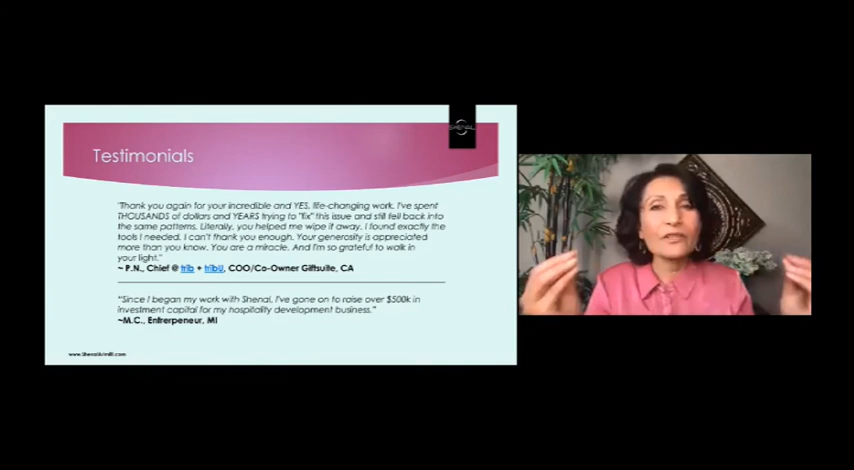 SHENAL
Testimonials
"Thank you again for your incredible and YES, life-changing work. I've spent
THOUSANDS of dollars and YEARS trying to "fix" this issue and still fell back into
the same patterns. Literally, you helped me wipe it away. I found exactly the
tools I needed. I can't thank you enough. Your generosity is appreciated
more than you know. You are a miracle. And I'm so grateful to walk in
your light."
~ P.N., Chief @ trib + tribU, COO/Co-Owner Giftsuite, CA
"Since I began my work with Shenal, I've gone on to raise over $500k in
investment capital for my hospitality development business."
~M.C., Entrerpeneur, MI